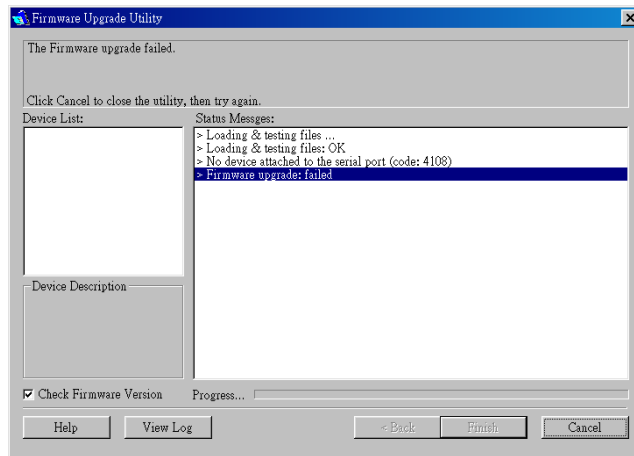 Firmware Upgrade Utility
The Firmware upgrade failed.
Click Cancel to close the utility, then try again.
Device List:
Status Messges:
> Loading & testing files ...
> Loading & testing files: OK
> No device attached to the serial port (code: 4108)
> Firmware upgrade: failed
Device Description
Check Firmware Version
Progress...
Help
View Log
< Back
Finish
Cancel